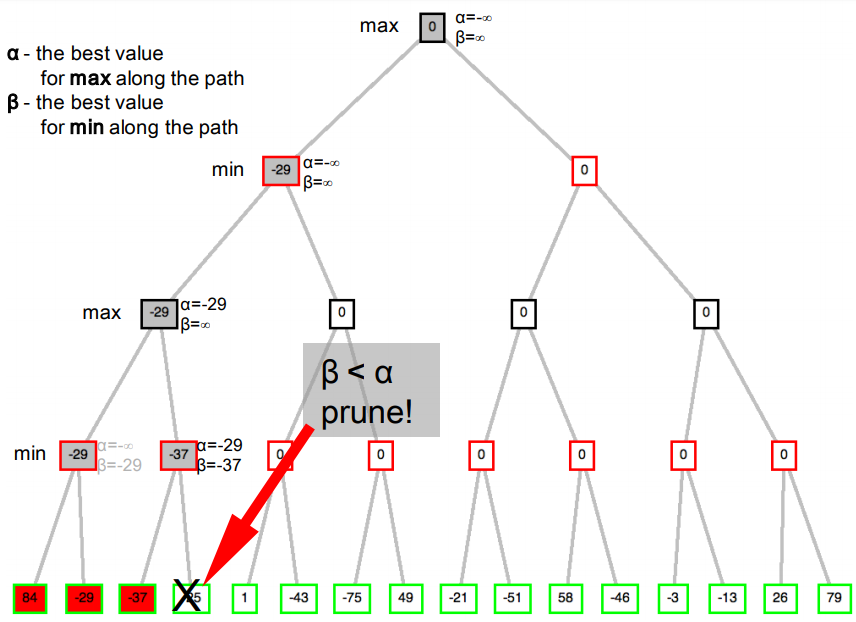 max 0 α=-∞
β=∞
α - the best value
for max along the path
β - the best value
for min along the path
min -29 α=-∞ 0
β=∞
max -29 α=-29 0 0 0
β=∞
β < α
prune!
min -29 α=-∞ -37 α=-29 0 0 0 0 0 0
β=-29 β=-37
84 -29 -37 X 1 -43 -75 49 -21 -51 58 -46 -3 -13 26 79